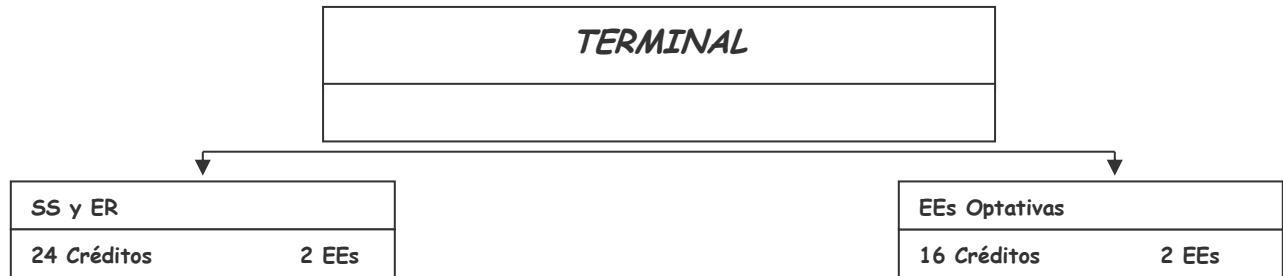 TERMINAL
SS y ER
24 Créditos 2 EEs
EEs Optativas
16 Créditos 2 EEs